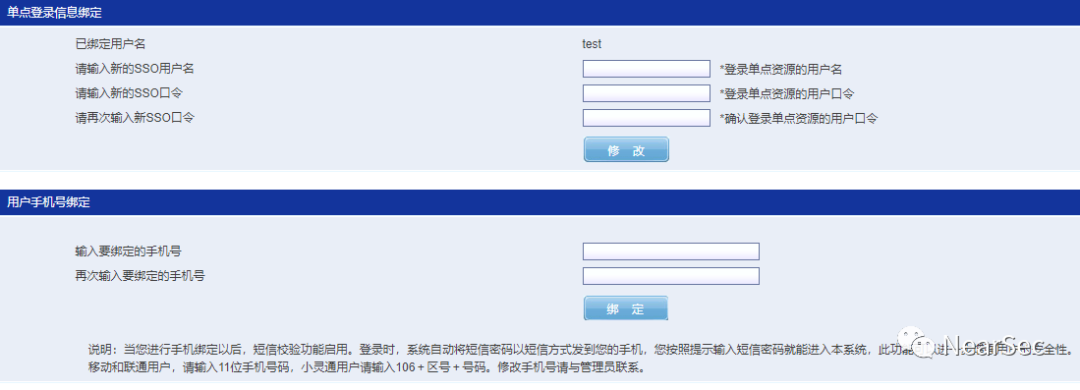 单点登录信息绑定
已绑定用户名 test
请输入新的SSO用户名 *登录单点资源的用户名
请输入新的SSO口令 *登录单点资源的用户口令
请再次输入新SSO口令 *确认登录单点资源的用户口令
修 改
用户手机号绑定
输入要绑定的手机号
再次输入要绑定的手机号
绑 定
说明：当您进行手机绑定以后，短信校验功能启用。登录时，系统自动将短信密码以短信方式发到您的手机，您按照提示输入短信密码就能进入本系统，此功能 全性。
移动和联通用户，请输入11位手机号码，小灵通用户请输入106＋区号＋号码。修改手机号请与管理员联系。
NearSec